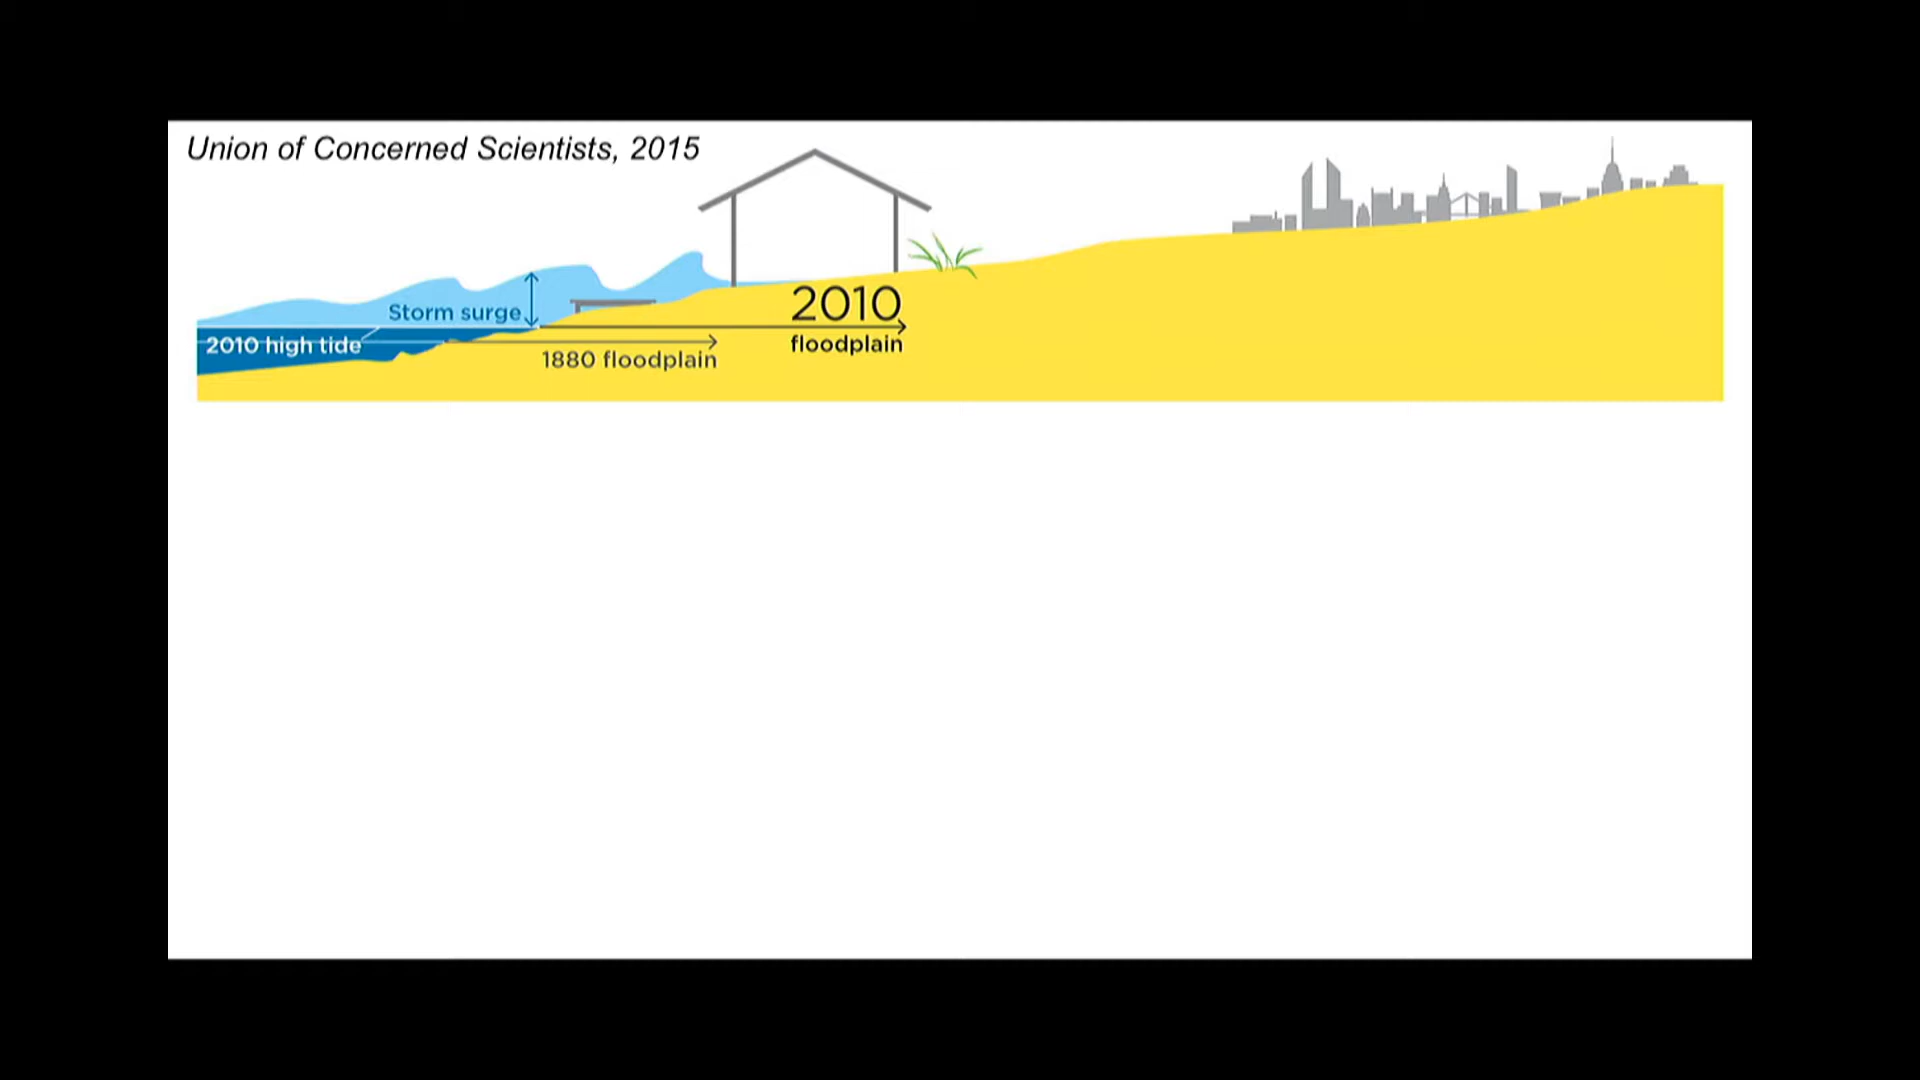 Union of Concerned Scientists, 2015
Storm surge
2010 high tide
2010
floodplain
1880 floodplain